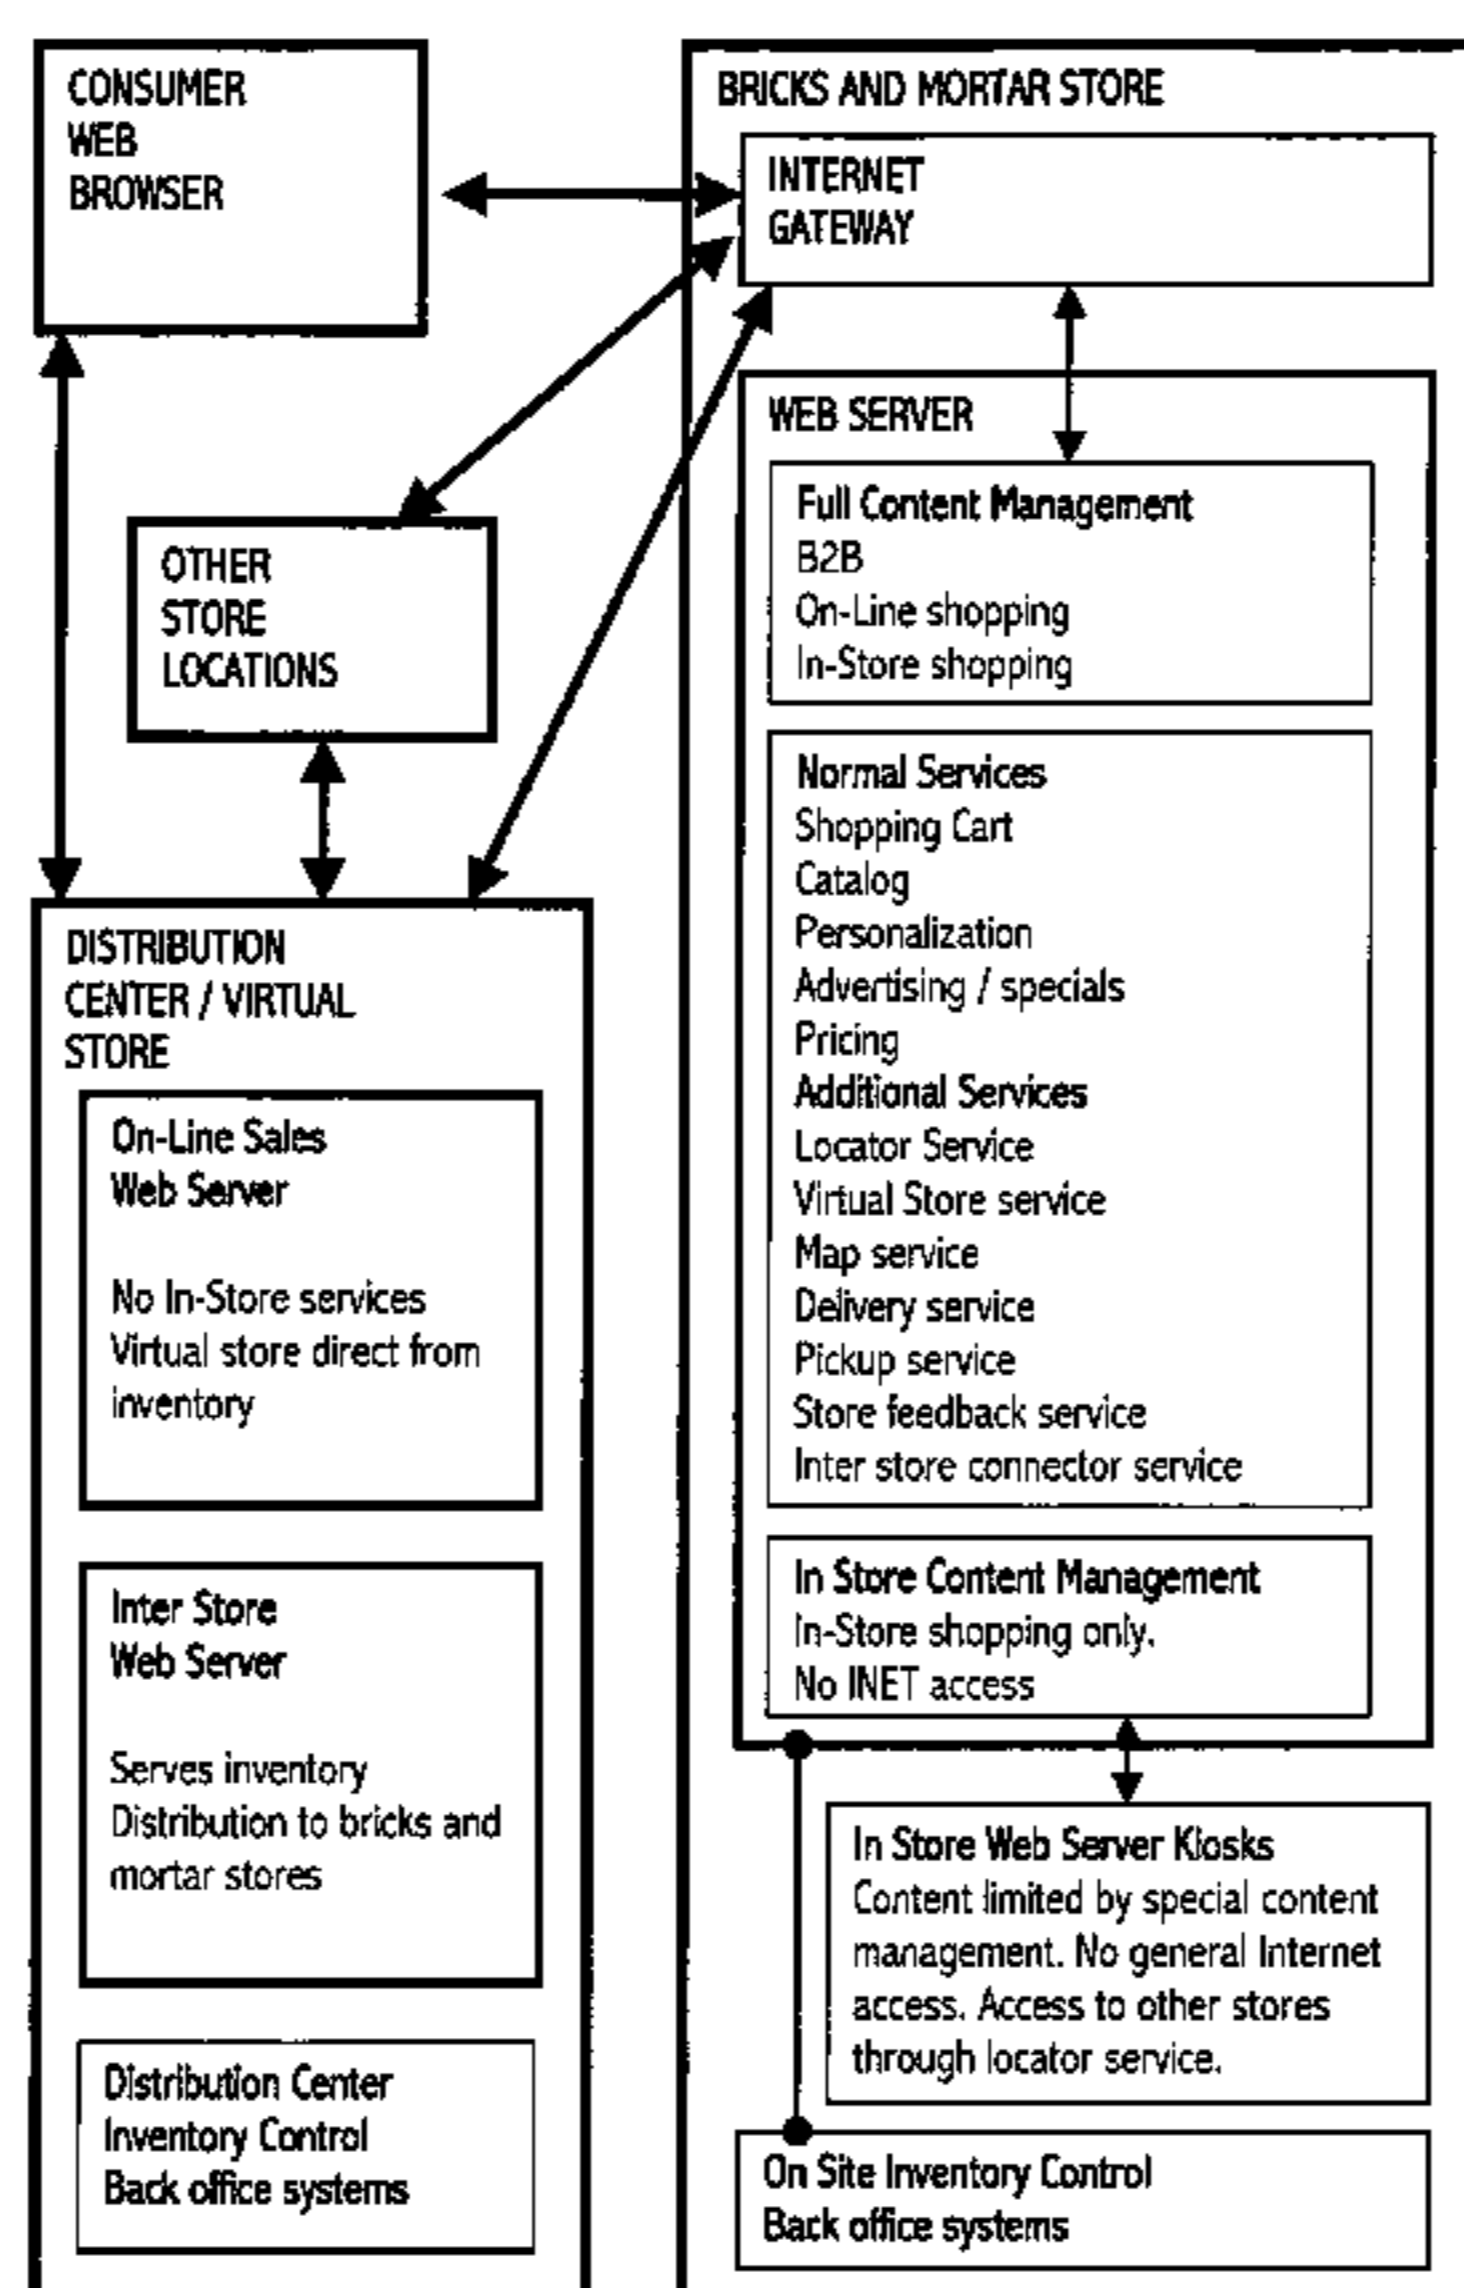 CONSUMER
WEB
BROWSER
BRICKS AND MORTAR STORE
INTERNET
GATEWAY
WEB SERVER
Full Content Management
B2B
On-Line shopping
In-Store shopping
OTHER
STORE
LOCATIONS
Normal Services
Shopping Cart
Catalog
Personalization
Advertising / specials
Pricing
Additional Services
Locator Service
Virtual Store service
Map service
Delivery service
Pickup service
Store feedback service
Inter store connector service
DISTRIBUTION
CENTER / VIRTUAL
STORE
On-Line Sales
Web Server
No In-Store services
Virtual store direct from
inventory
Inter Store
Web Server
Serves inventory
Distribution to bricks and
mortar stores
Distribution Center
Inventory Control
Back office systems
In Store Content Management
In-Store shopping only.
No INET access
In Store Web Server Kiosks
Content limited by special content
management. No general Internet
access. Access to other stores
through locator service.
On Site Inventory Control
Back office systems